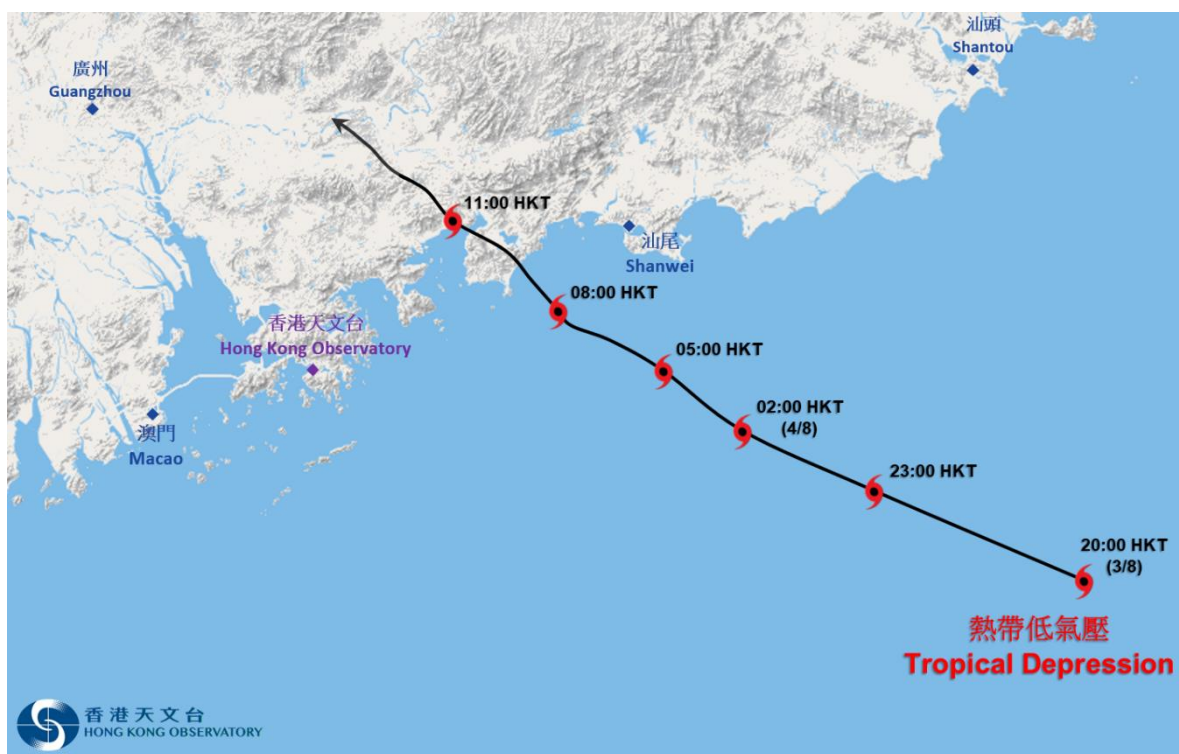 汕頭
Shantou
廣州
Guangzhou
11:00 HKT
汕尾
Shanwei
08:00 HKT
香港天文台
Hong Kong Observatory
05:00 HKT
02:00 HKT
(4/8)
澳門
Macao
23:00 HKT
20:00 HKT
(3/8)
熱帶低氣壓
Tropical Depression
香港天文台
HONG KONG OBSERVATORY